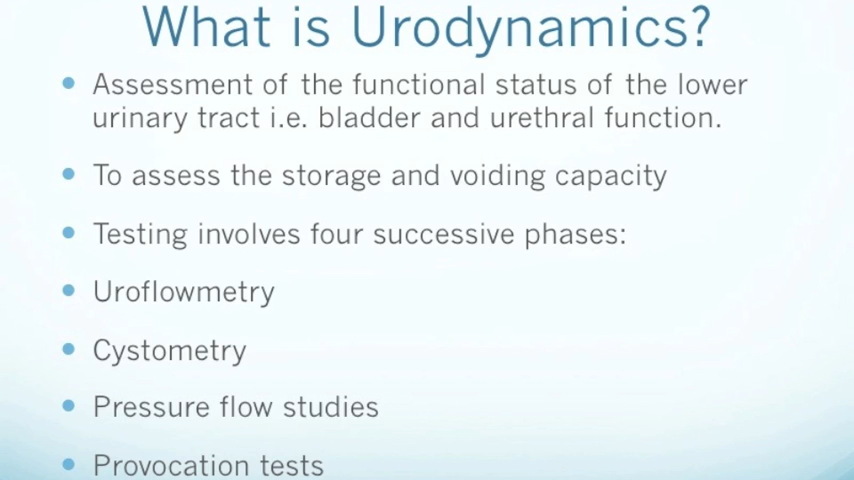 What is Urodynamics?
• Assessment of the functional status of the lower
urinary tract i.e. bladder and urethral function.
• To assess the storage and voiding capacity
• Testing involves four successive phases:
• Uroflowmetry
• Cystometry
• Pressure flow studies
• Provocation tests